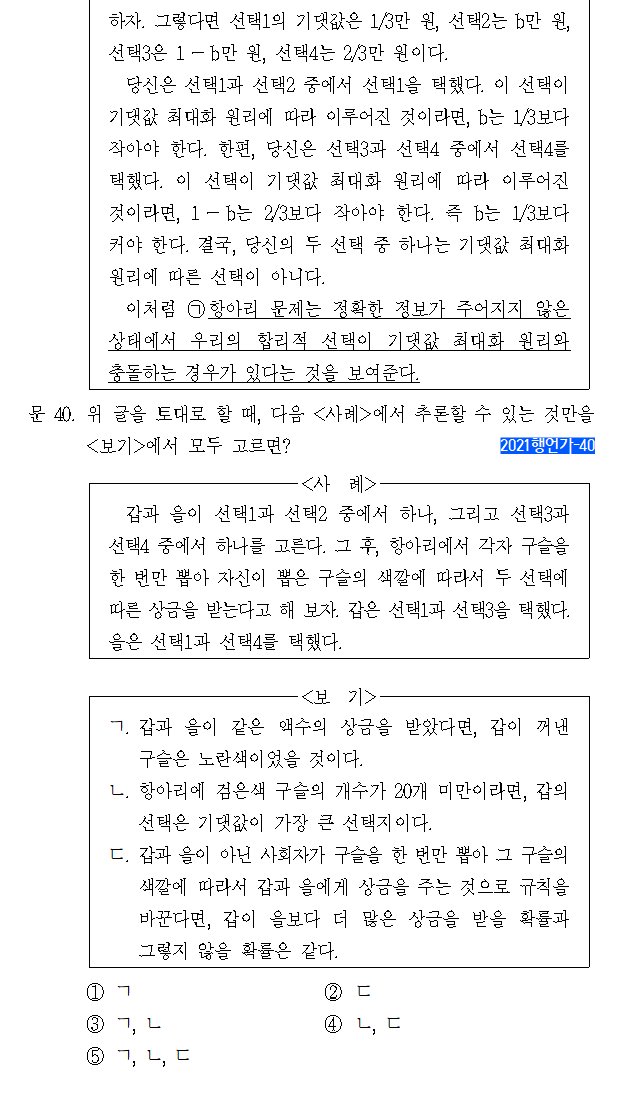 하자. 그렇다면 선택1의 기댓값은 1/3만 원, 선택2는 b만 원,
선택3은 1－b만 원, 선택4는 2/3만 원이다.
당신은 선택1과 선택2 중에서 선택1을 택했다. 이 선택이
기댓값 최대화 원리에 따라 이루어진 것이라면, b는 1/3보다
작아야 한다. 한편, 당신은 선택3과 선택4 중에서 선택4를
택했다. 이 선택이 기댓값 최대화 원리에 따라 이루어진
것이라면, 1－b는 2/3보다 작아야 한다. 즉 b는 1/3보다
커야 한다. 결국, 당신의 두 선택 중 하나는 기댓값 최대화
원리에 따른 선택이 아니다.
이처럼 ㉠항아리 문제는 정확한 정보가 주어지지 않은
상태에서 우리의 합리적 선택이 기댓값 최대화 원리와
충돌하는 경우가 있다는 것을 보여준다.
문 40. 위 글을 토대로 할 때, 다음 <사례>에서 추론할 수 있는 것만을
<보기>에서 모두 고르면? 2021행언가-40
<사 례>
갑과 을이 선택1과 선택2 중에서 하나, 그리고 선택3과
선택4 중에서 하나를 고른다. 그 후, 항아리에서 각자 구슬을
한 번만 뽑아 자신이 뽑은 구슬의 색깔에 따라서 두 선택에
따른 상금을 받는다고 해 보자. 갑은 선택1과 선택3을 택했다.
을은 선택1과 선택4를 택했다.
<보 기>
ㄱ. 갑과 을이 같은 액수의 상금을 받았다면, 갑이 꺼낸
구슬은 노란색이었을 것이다.
ㄴ. 항아리에 검은색 구슬의 개수가 20개 미만이라면, 갑의
선택은 기댓값이 가장 큰 선택지이다.
ㄷ. 갑과 을이 아닌 사회자가 구슬을 한 번만 뽑아 그 구슬의
색깔에 따라서 갑과 을에게 상금을 주는 것으로 규칙을
바꾼다면, 갑이 을보다 더 많은 상금을 받을 확률과
그렇지 않을 확률은 같다.
① ㄱ ② ㄷ
③ ㄱ, ㄴ ④ ㄴ, ㄷ
⑤ ㄱ, ㄴ, ㄷ